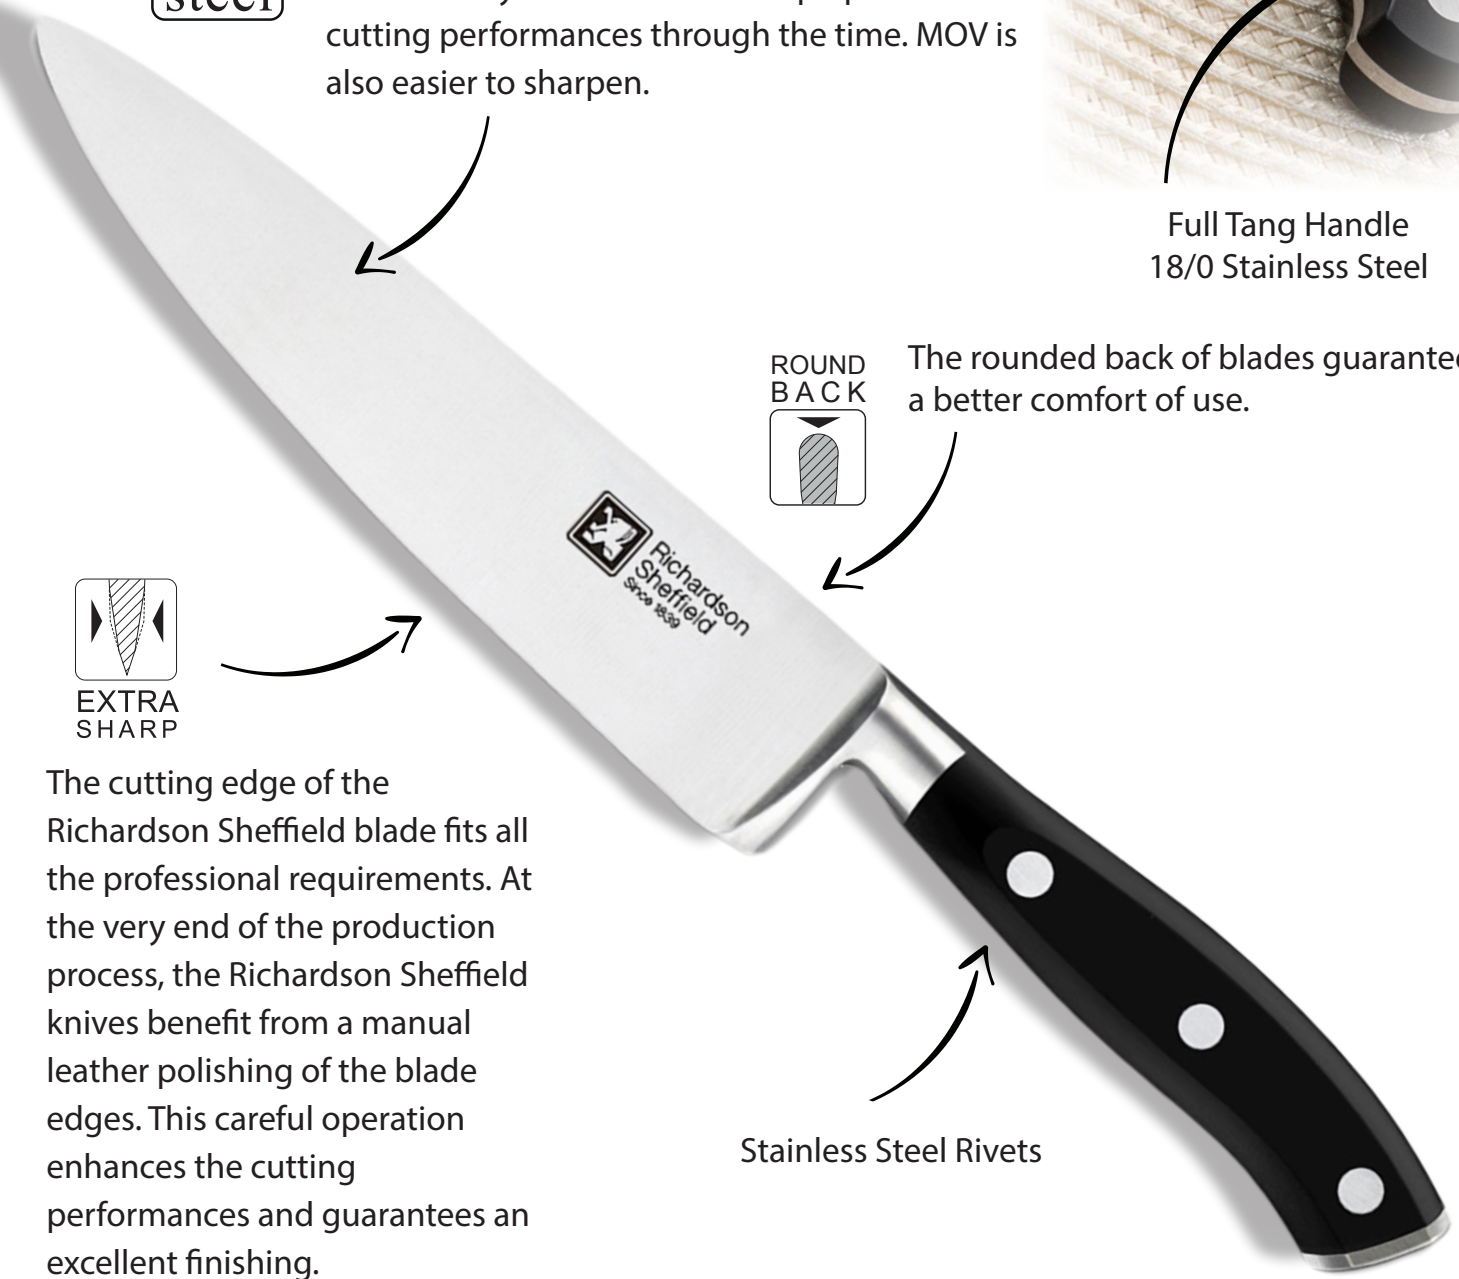 steel
cutting performances through the time. MOV is
also easier to sharpen.
Full Tang Handle
18/0 Stainless Steel
ROUND
BACK
The rounded back of blades
a better comfort of use.
Richardson
Sheffield
Since 1839
EXTRA
SHARP
The cutting edge of the
Richardson Sheffield blade fits all
the professional requirements. At
the very end of the production
process, the Richardson Sheffield
knives benefit from a manual
leather polishing of the blade
edges. This careful operation
enhances the cutting
performances and guarantees an
excellent finishing.
Stainless Steel Rivets